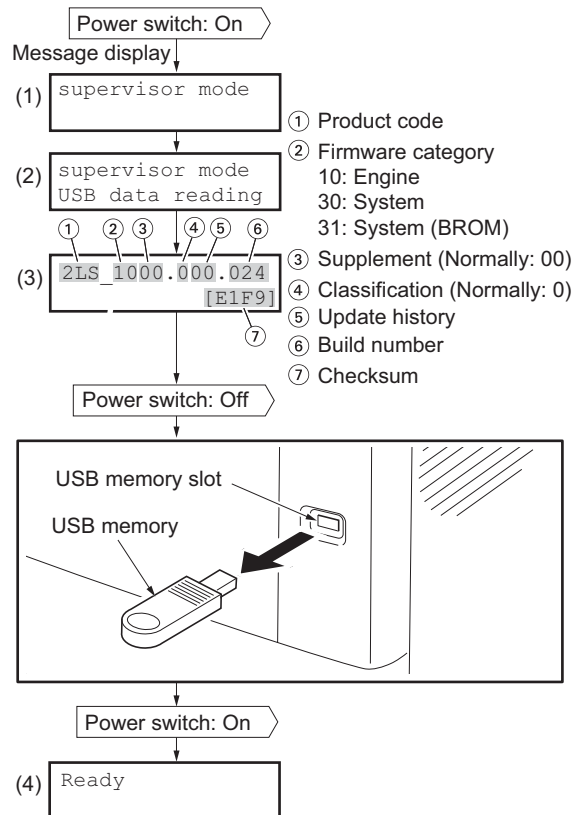 Power switch: On
Message display
(1) supervisor mode
(2) supervisor mode
USB data reading
① ② ③ ④ ⑤ ⑥
(3) 2LS_1000.000.024
[E1F9]
⑦
① Product code
② Firmware category
10: Engine
30: System
31: System (BROM)
③ Supplement (Normally: 00)
④ Classification (Normally: 0)
⑤ Update history
⑥ Build number
⑦ Checksum
Power switch: Off
USB memory slot
USB memory
Power switch: On
(4) Ready